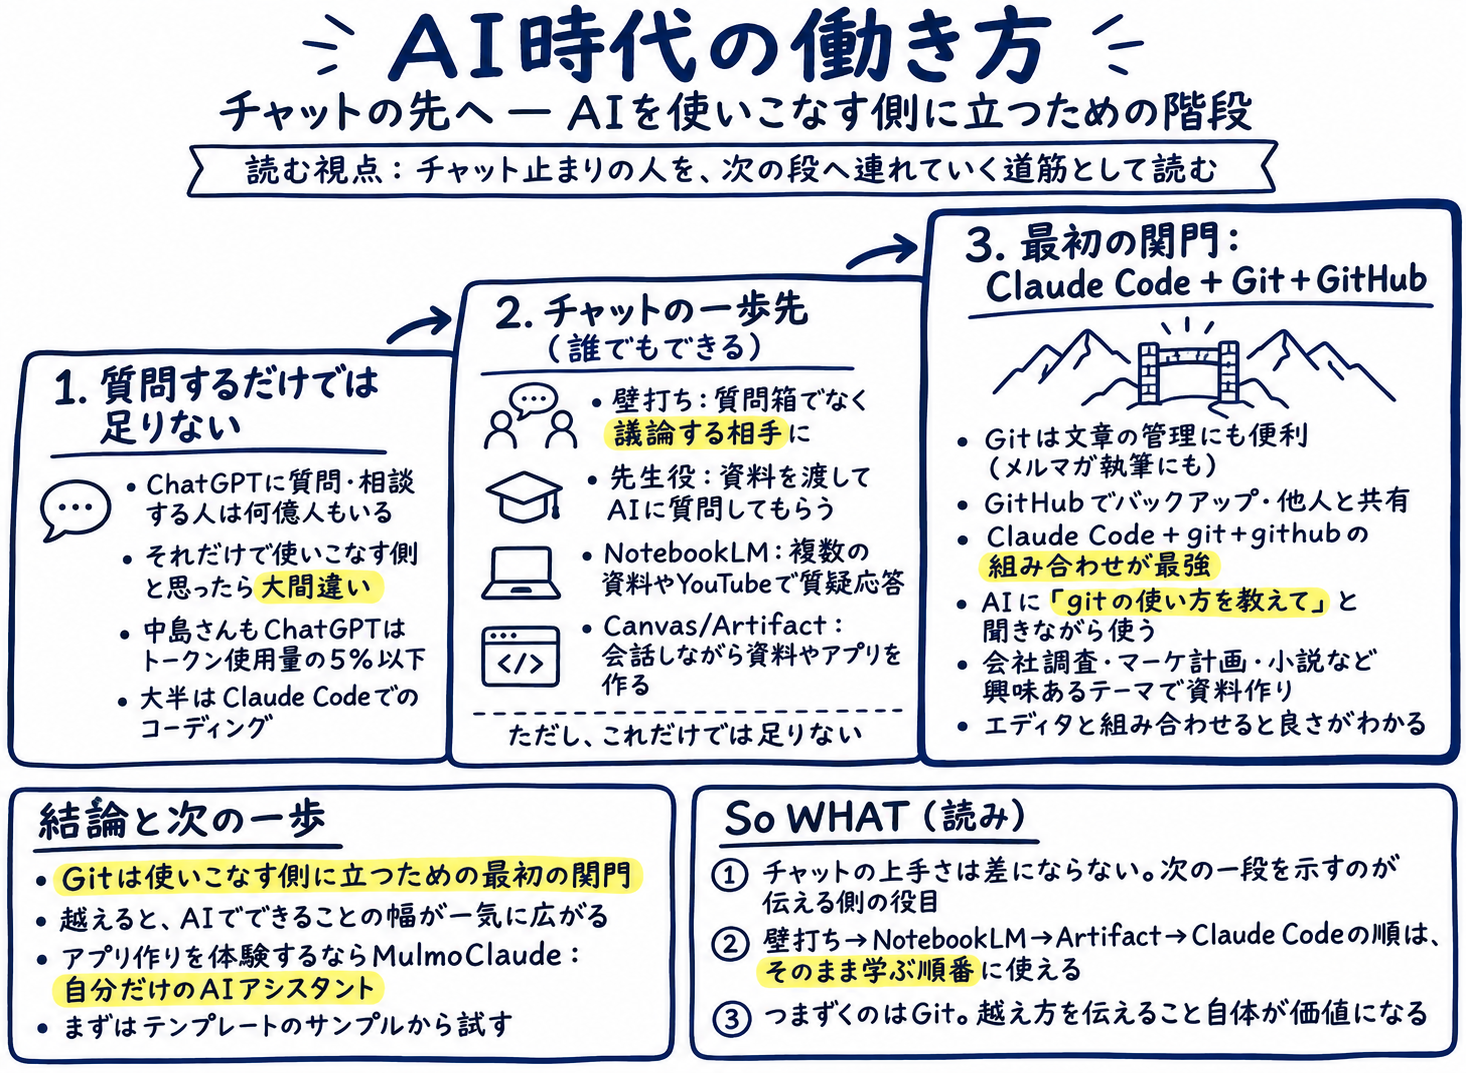 AI時代の働き方
チャットの先へ ― AIを使いこなす側に立つための階段
読む視点：チャット止まりの人を、次の段へ連れていく道筋として読む
1. 質問するだけでは
足りない
• ChatGPTに質問・相談
する人は何億人もいる
• それだけで使いこなす側
と思ったら大間違い
• 中島さんもChatGPTは
トークン使用量の5%以下
• 大半は Claude Codeでの
コーディング
2. チャットの一歩先
（誰でもできる）
• 壁打ち：質問箱でなく
議論する相手に
• 先生役：資料を渡して
AIに質問してもらう
• NotebookLM：複数の
資料やYouTubeで質疑応答
</>
• Canvas/Artifact：
会話しながら資料やアプリを
作る
ただし、これだけでは足りない
3. 最初の関門：
Claude Code + Git + GitHub
• Gitは文章の管理にも便利
（メルマガ執筆にも）
• GitHubでバックアップ・他人と共有
• Claude Code + git + githubの
組み合わせが最強
• AIに「gitの使い方を教えて」と
聞きながら使う
• 会社調査・マーケ計画・小説など
興味あるテーマで資料作り
• エディタと組み合わせると良さがわかる
結論と次の一歩
• Gitは使いこなす側に立つための最初の関門
• 越えると、AIでできることの幅が一気に広がる
• アプリ作りを体験するならMulmoClaude：
自分だけのAIアシスタント
• まずはテンプレートのサンプルから試す
So WHAT（読み）
① チャットの上手さは差にならない。次の一段を示すのが
伝える側の役目
② 壁打ち→NotebookLM→Artifact→Claude Codeの順は、
そのまま学ぶ順番に使える
③ つまずくのはGit。越え方を伝えること自体が価値になる